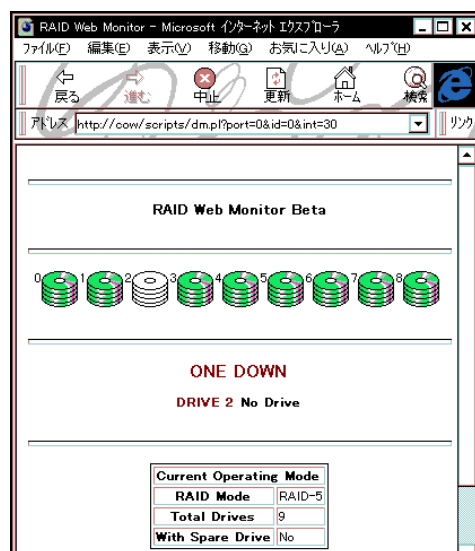 RAID Web Monitor - Microsoft インターネット エクスプローラ
ファイル(F) 編集(E) 表示(V) 移動(G) お気に入り(A) ヘルプ(H)
戻る 進む 中止 更新 ホーム 検索
アドレス http://cow/scripts/dm.pl?port=0&id=0&int=30 リンク
RAID Web Monitor Beta
0 1 2 3 4 5 6 7 8
ONE DOWN
DRIVE 2 No Drive
Current Operating Mode
RAID Mode RAID-5
Total Drives 9
With Spare Drive No